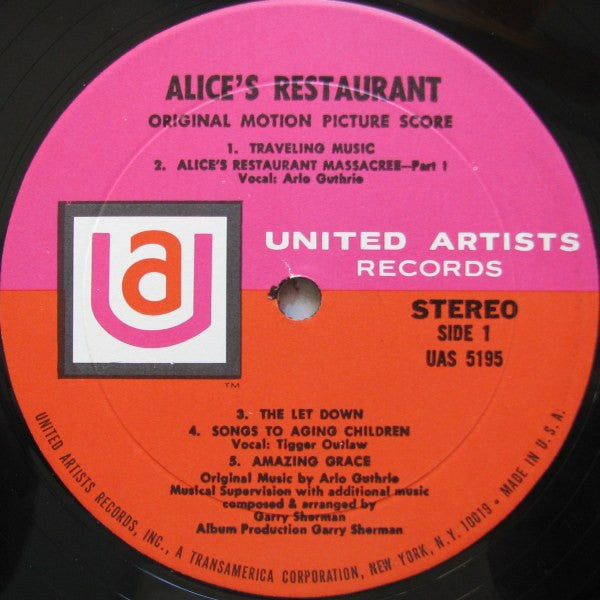 ALICE'S RESTAURANT
ORIGINAL MOTION PICTURE SCORE
1. TRAVELING MUSIC
2. ALICE'S RESTAURANT MASSACREE—Part 1
Vocal: Arlo Guthrie
ua
UNITED ARTISTS
RECORDS
TM
STEREO
SIDE 1
UAS 5195
3. THE LET DOWN
4. SONGS TO AGING CHILDREN
Vocal: Tigger Outlaw
5. AMAZING GRACE
Original Music by Arlo Guthrie
Musical Supervision with additional music
composed & arranged by
Garry Sherman
Album Production Garry Sherman
UNITED ARTISTS RECORDS, INC., A TRANSAMERICA CORPORATION, NEW YORK, N.Y. 10019 • MADE IN U.S.A.